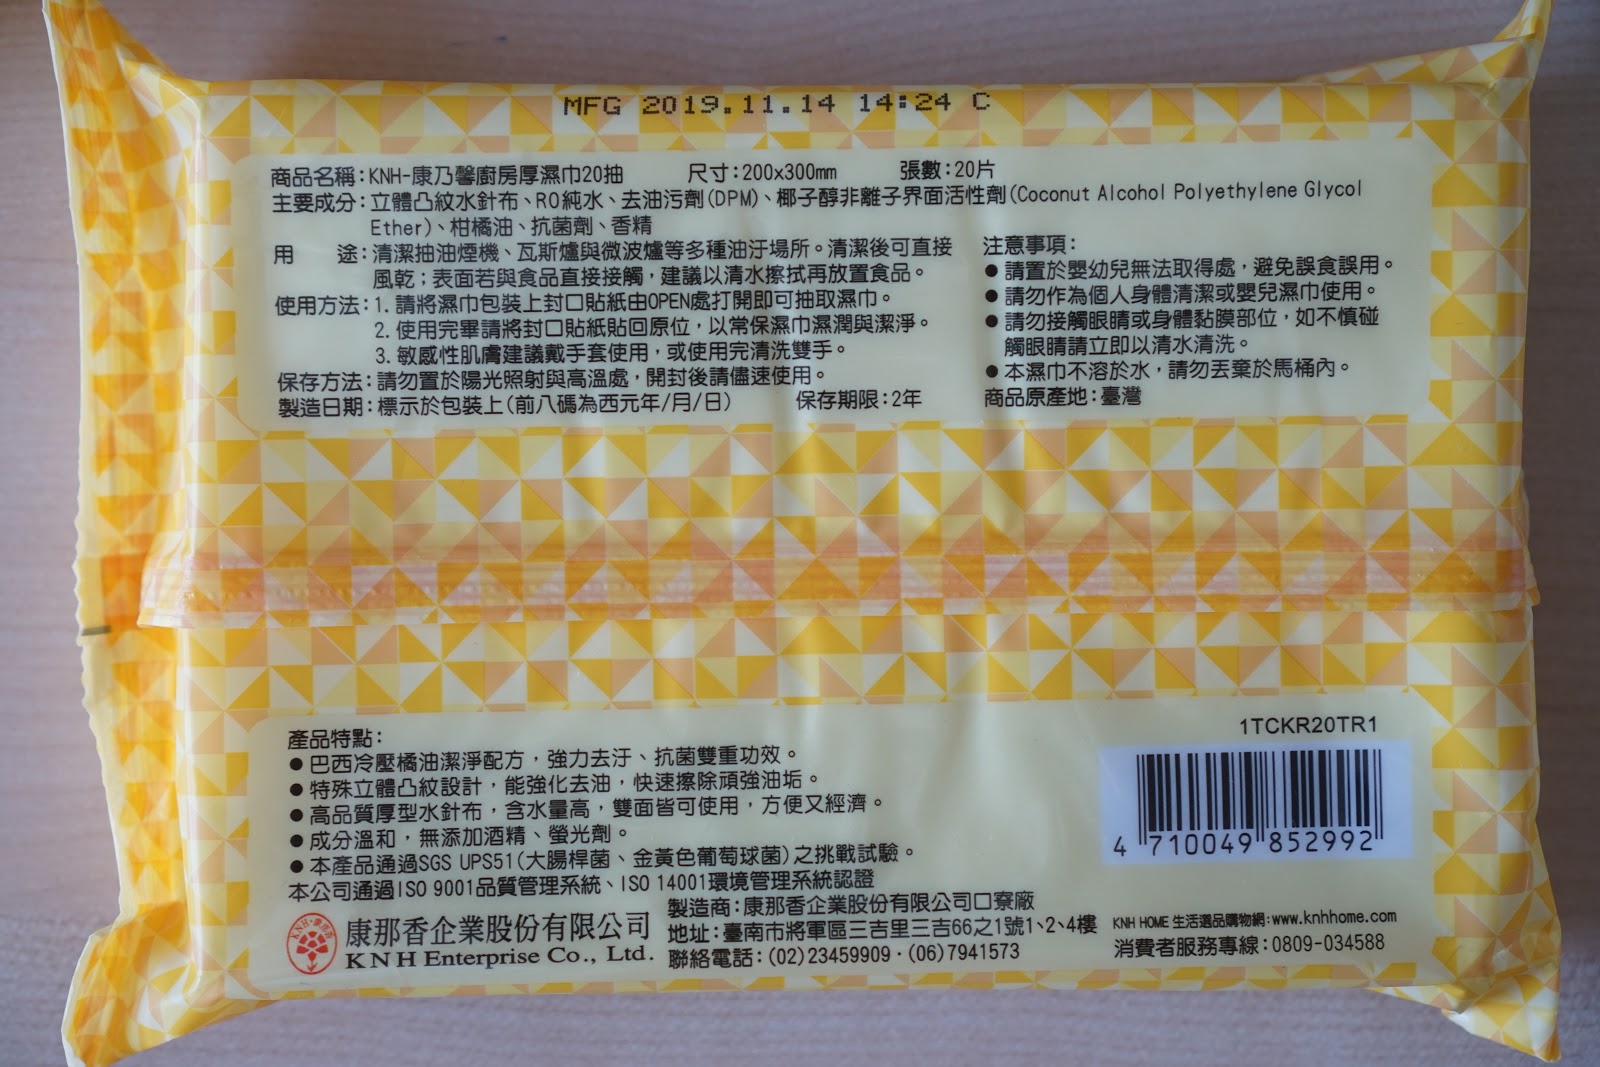 MFG 2019.11.14 14:24 C
商品名稱:KNH-康乃馨廚房厚濕巾20抽 尺寸:200x300mm 張數:20片
主要成分:立體凸紋水針布、RO純水、去油污劑(DPM)、椰子醇非離子界面活性劑(Coconut Alcohol Polyethylene Glycol
Ether)、柑橘油、抗菌劑、香精
用 途:清潔抽油煙機、瓦斯爐與微波爐等多種油汙場所。清潔後可直接
風乾;表面若與食品直接接觸,建議以清水擦拭再放置食品。
使用方法:1. 請將濕巾包裝上封口貼紙由OPEN處打開即可抽取濕巾。
2. 使用完畢請將封口貼紙貼回原位,以常保濕巾濕潤與潔淨。
3. 敏感性肌膚建議戴手套使用,或使用完清洗雙手。
保存方法:請勿置於陽光照射與高溫處,開封後請儘速使用。
製造日期:標示於包裝上(前八碼為西元年/月/日) 保存期限:2年
注意事項:
● 請置於嬰幼兒無法取得處,避免誤食誤用。
● 請勿作為個人身體清潔或嬰兒濕巾使用。
● 請勿接觸眼睛或身體黏膜部位,如不慎碰
觸眼睛請立即以清水清洗。
● 本濕巾不溶於水,請勿丟棄於馬桶內。
商品原產地:臺灣
產品特點:
● 巴西冷壓橘油潔淨配方,強力去汙、抗菌雙重功效。
● 特殊立體凸紋設計,能強化去油,快速擦除頑強油垢。
● 高品質厚型水針布,含水量高,雙面皆可使用,方便又經濟。
● 成分溫和,無添加酒精、螢光劑。
● 本產品通過SGS UPS51(大腸桿菌、金黃色葡萄球菌)之挑戰試驗。
本公司通過ISO 9001品質管理系統、ISO 14001環境管理系統認證
KNH·康那香
康那香企業股份有限公司
KNH Enterprise Co., Ltd.
製造商:康那香企業股份有限公司口寮廠
地址:臺南市將軍區三吉里三吉66之1號1、2、4樓
聯絡電話:(02)23459909·(06)7941573
1TCKR20TR1
4 710049 852992
KNH HOME 生活選品購物網:www.knhhome.com
消費者服務專線:0809-034588